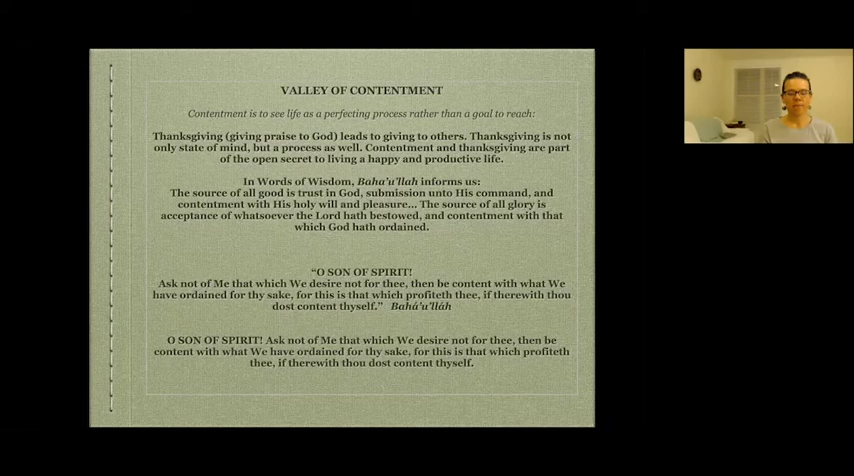 VALLEY OF CONTENTMENT
Contentment is to see life as a perfecting process rather than a goal to reach:
Thanksgiving (giving praise to God) leads to giving to others. Thanksgiving is not
only state of mind, but a process as well. Contentment and thanksgiving are part
of the open secret to living a happy and productive life.
In Words of Wisdom, Baha'u'llah informs us:
The source of all good is trust in God, submission unto His command, and
contentment with His holy will and pleasure... The source of all glory is
acceptance of whatsoever the Lord hath bestowed, and contentment with that
which God hath ordained.
“O SON OF SPIRIT!
Ask not of Me that which We desire not for thee, then be content with what We
have ordained for thy sake, for this is that which profiteth thee, if therewith thou
dost content thyself.” Bahá'u'lláh
O SON OF SPIRIT! Ask not of Me that which We desire not for thee, then be
content with what We have ordained for thy sake, for this is that which profiteth
thee, if therewith thou dost content thyself.